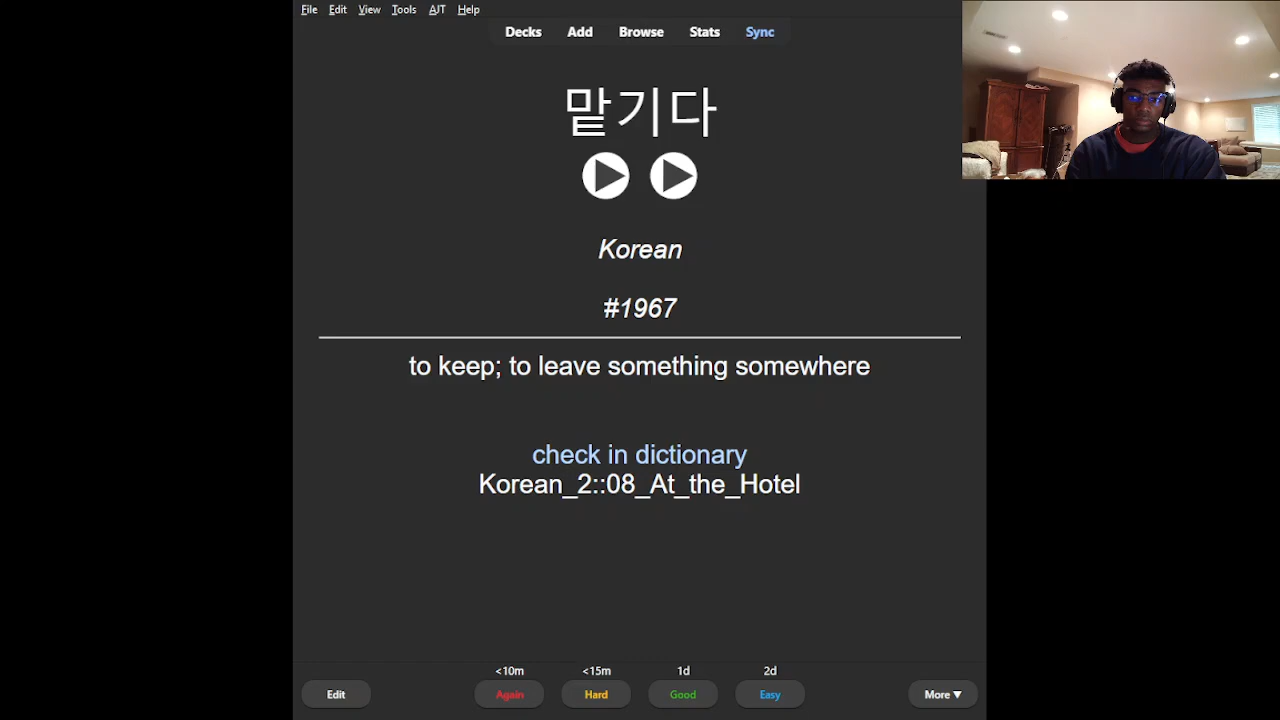 File Edit View Tools AJT Help
Decks Add Browse Stats Sync
맡기다
Korean
#1967
to keep; to leave something somewhere
check in dictionary
Korean_2::08_At_the_Hotel
<10m <15m 1d 2d
Edit Again Hard Good Easy More ▼